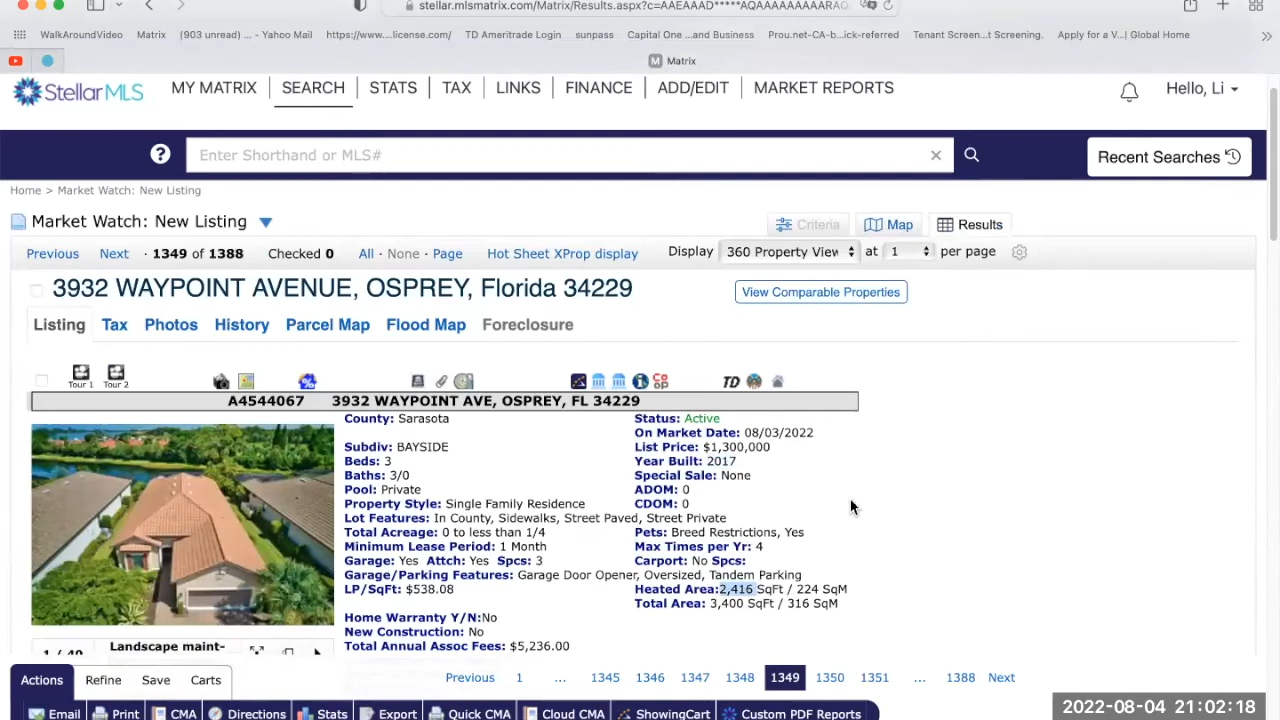 stellar.mlsmatrix.com/Matrix/Results.aspx?c=AAEAAAD*****AQAAAAAAAAARAQ
WalkAroundVideo Matrix (903 unread) ... - Yahoo Mail https://www....license.com/ TD Ameritrade Login sunpass Capital One ...and Business Prou.net-CA-b...ick-referred Tenant Screen...t Screening. Apply for a V...| Global Home
M Matrix
StellarMLS MY MATRIX SEARCH STATS TAX LINKS FINANCE ADD/EDIT MARKET REPORTS Hello, Li
? Enter Shorthand or MLS# Recent Searches
Home > Market Watch: New Listing
Market Watch: New Listing Criteria Map Results
Previous Next · 1349 of 1388 Checked 0 All · None · Page Hot Sheet XProp display Display 360 Property View at 1 per page
3932 WAYPOINT AVENUE, OSPREY, Florida 34229 View Comparable Properties
Listing Tax Photos History Parcel Map Flood Map Foreclosure
Tour 1 Tour 2 TD
A4544067 3932 WAYPOINT AVE, OSPREY, FL 34229
County: Sarasota Status: Active
On Market Date: 08/03/2022
Subdiv: BAYSIDE List Price: $1,300,000
Beds: 3 Year Built: 2017
Baths: 3/0 Special Sale: None
Pool: Private ADOM: 0
Property Style: Single Family Residence CDOM: 0
Lot Features: In County, Sidewalks, Street Paved, Street Private
Total Acreage: 0 to less than 1/4 Pets: Breed Restrictions, Yes
Minimum Lease Period: 1 Month Max Times per Yr: 4
Garage: Yes Attch: Yes Spcs: 3 Carport: No Spcs:
Garage/Parking Features: Garage Door Opener, Oversized, Tandem Parking
LP/SqFt: $538.08 Heated Area:2,416 SqFt / 224 SqM
Total Area: 3,400 SqFt / 316 SqM
Home Warranty Y/N:No
New Construction: No
Total Annual Assoc Fees: $5,236.00
1 / 40 Landscape maint-
Actions Refine Save Carts Previous 1 ... 1345 1346 1347 1348 1349 1350 1351 ... 1388 Next
Email Print CMA Directions Stats Export Quick CMA Cloud CMA ShowingCart Custom PDF Reports
2022-08-04 21:02:18